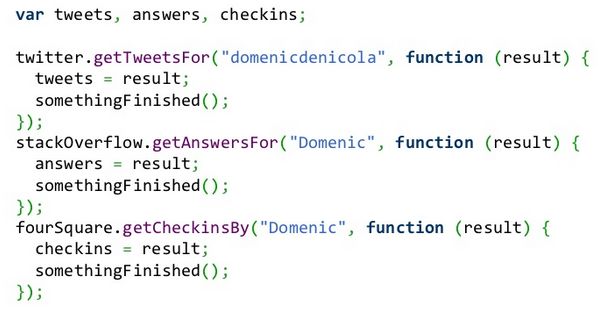 var tweets, answers, checkins;

twitter.getTweetsFor("domenicdenicola", function (result) {
  tweets = result;
  somethingFinished();
});
stackOverflow.getAnswersFor("Domenic", function (result) {
  answers = result;
  somethingFinished();
});
fourSquare.getCheckinsBy("Domenic", function (result) {
  checkins = result;
  somethingFinished();
});